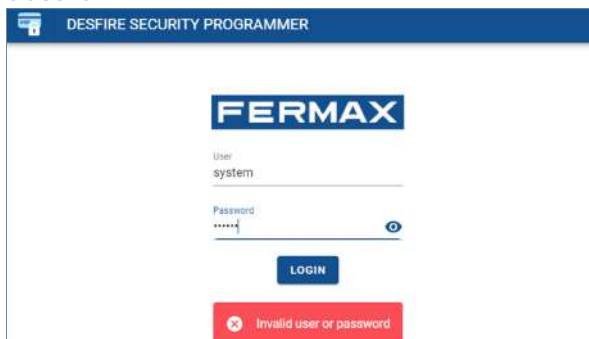 DESFIRE SECURITY PROGRAMMER
FERMAX
User
system
Password
••••••
LOGIN
Invalid user or password